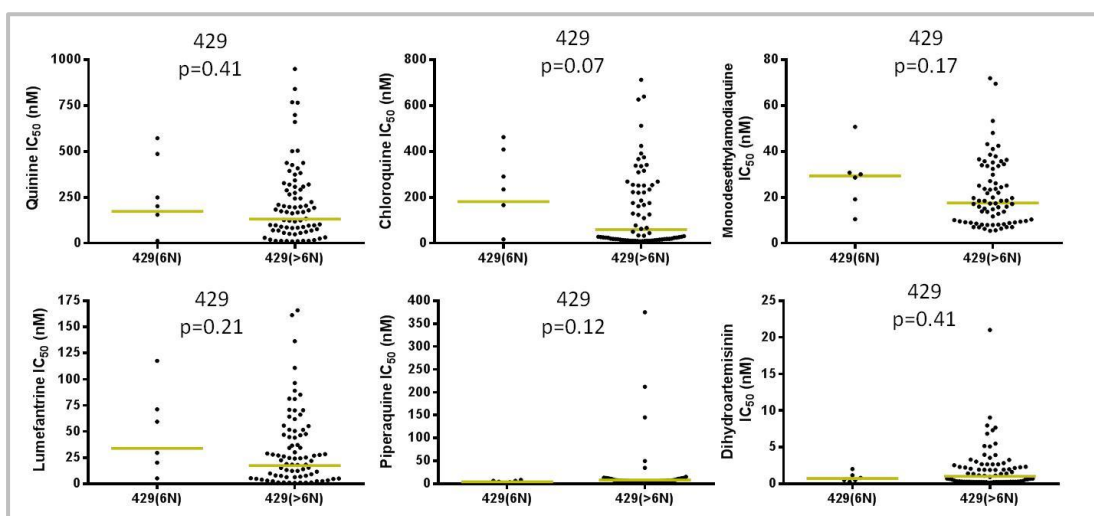 429
p=0.41
Quinine IC50 (nM)
1000
750
500
250
0
429(6N)
429(>6N)
429
p=0.07
Chloroquine IC50 (nM)
800
600
400
200
0
429(6N)
429(>6N)
429
p=0.17
Monodesethylamodiaquine
IC50 (nM)
80
60
40
20
0
429(6N)
429(>6N)
429
p=0.21
Lumefantrine IC50 (nM)
175
150
125
100
75
50
25
0
429(6N)
429(>6N)
429
p=0.12
Piperaquine IC50 (nM)
400
350
300
250
200
150
100
50
0
429(6N)
429(>6N)
429
p=0.41
Dihydroartemisinin
IC50 (nM)
25
20
15
10
5
0
429(6N)
429(>6N)